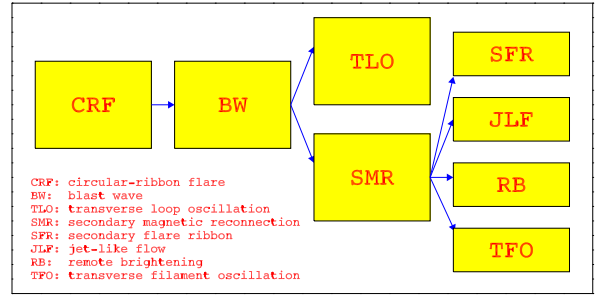 CRF
BW
TLO
SMR
SFR
JLF
RB
TFO
CRF: circular-ribbon flare
BW: blast wave
TLO: transverse loop oscillation
SMR: secondary magnetic reconnection
SFR: secondary flare ribbon
JLF: jet-like flow
RB: remote brightening
TFO: transverse filament oscillation